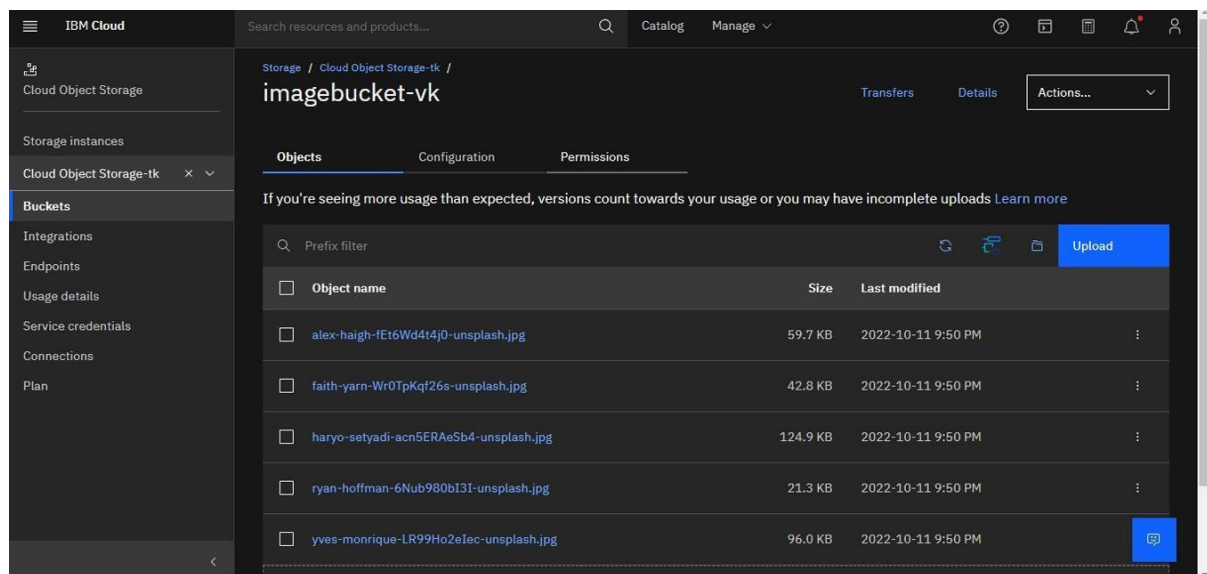 IBM Cloud
Search resources and products...
Catalog
Manage
Cloud Object Storage
Storage instances
Cloud Object Storage-tk
Buckets
Integrations
Endpoints
Usage details
Service credentials
Connections
Plan
Storage / Cloud Object Storage-tk /
imagebucket-vk
Transfers
Details
Actions...
Objects
Configuration
Permissions
If you're seeing more usage than expected, versions count towards your usage or you may have incomplete uploads Learn more
Prefix filter
Upload
Object name Size Last modified
alex-haigh-fEt6Wd4t4j0-unsplash.jpg 59.7 KB 2022-10-11 9:50 PM
faith-yarn-Wr0TpKqf26s-unsplash.jpg 42.8 KB 2022-10-11 9:50 PM
haryo-setyadi-acn5ERAeSb4-unsplash.jpg 124.9 KB 2022-10-11 9:50 PM
ryan-hoffman-6Nub980bI3I-unsplash.jpg 21.3 KB 2022-10-11 9:50 PM
yves-monrique-LR99Ho2eIec-unsplash.jpg 96.0 KB 2022-10-11 9:50 PM